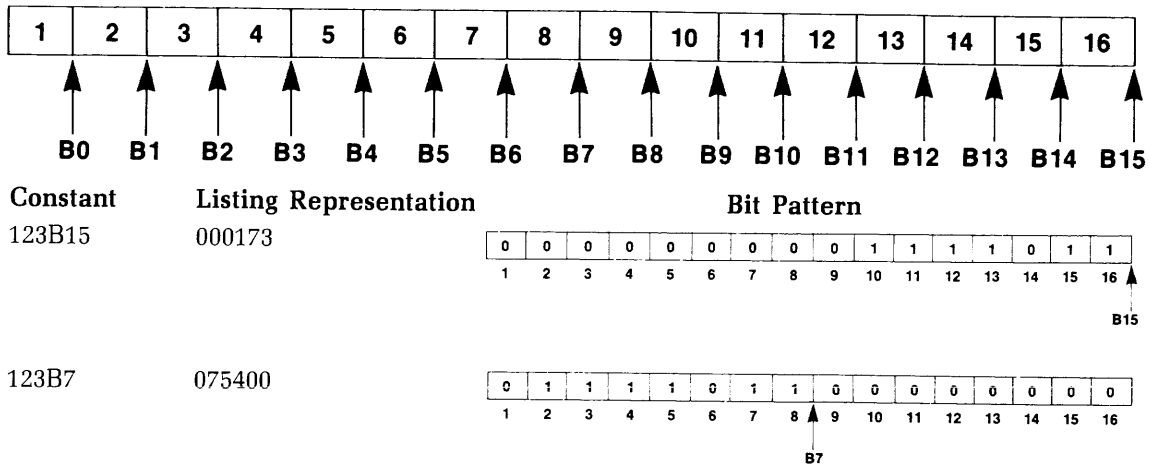 1 2 3 4 5 6 7 8 9 10 11 12 13 14 15 16
B0 B1 B2 B3 B4 B5 B6 B7 B8 B9 B10 B11 B12 B13 B14 B15
Constant Listing Representation Bit Pattern
123B15 000173 0 0 0 0 0 0 0 0 0 1 1 1 1 0 1 1
1 2 3 4 5 6 7 8 9 10 11 12 13 14 15 16
B15
123B7 075400 0 1 1 1 1 0 1 1 0 0 0 0 0 0 0 0
1 2 3 4 5 6 7 8 9 10 11 12 13 14 15 16
B7